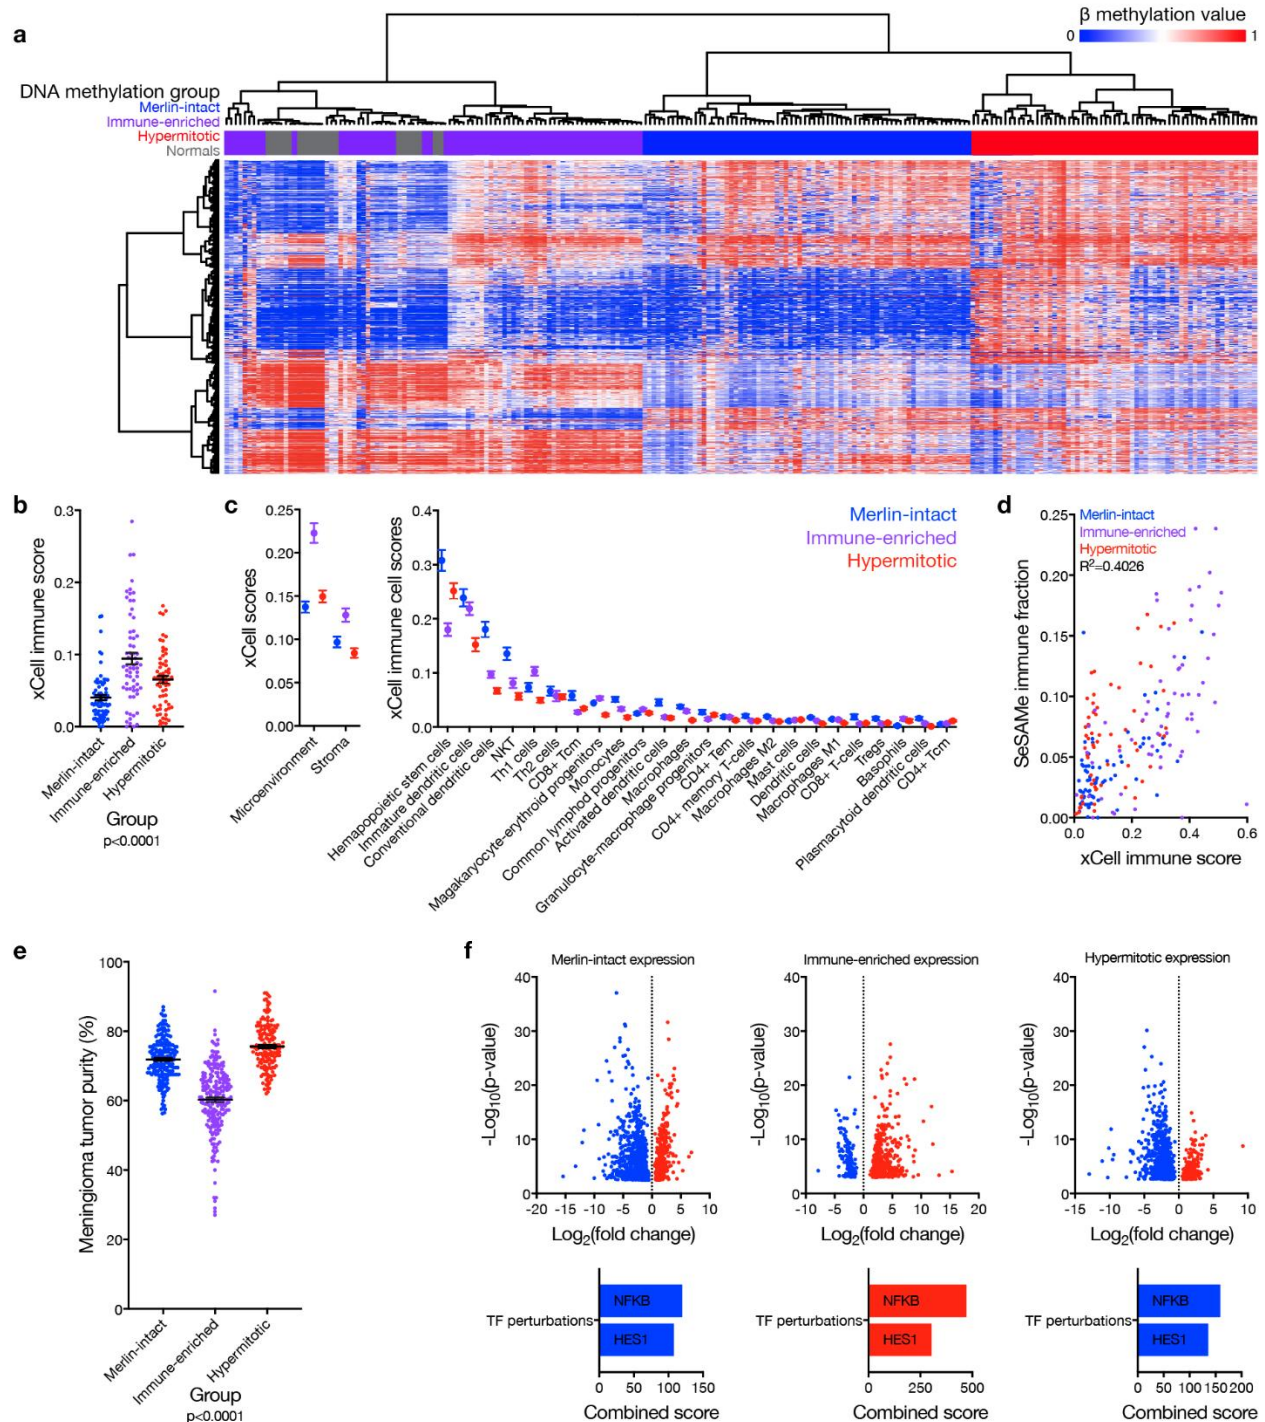 a
β methylation value
0
1
DNA methylation group
Merlin-intact
Immune-enriched
Hypermitotic
Normals
b
xCell immune score
0.3
0.2
0.1
0.0
Merlin-intact
Immune-enriched
Hypermitotic
Group
p<0.0001
c
xCell scores
0.25
0.20
0.15
0.10
0.05
0.00
Microenvironment
Stroma
xCell immune cell scores
0.4
0.3
0.2
0.1
0.0
Merlin-intact
Immune-enriched
Hypermitotic
Hemapopoietic stem cells
Immature dendritic cells
Conventional dendritic cells
NKT
Th1 cells
Th2 cells
CD8+ Tcm
Magakaryocyte-erythroid progenitors
Monocytes
Common lymphod progenitors
Activated dendritic cells
Macrophages
Granulocyte-macrophage progenitors
CD4+ Tem
CD4+ memory T-cells
Macrophages M2
Mast cells
Dendritic cells
Macrophages M1
CD8+ T-cells
Tregs
Basophils
Plasmacytoid dendritic cells
CD4+ Tcm
d
SeSAMe immune fraction
0.25
0.20
0.15
0.10
0.05
0.00
Merlin-intact
Immune-enriched
Hypermitotic
R²=0.4026
0.0 0.2 0.4 0.6
xCell immune score
e
Meningioma tumor purity (%)
100
80
60
40
20
0
Merlin-intact
Immune-enriched
Hypermitotic
Group
p<0.0001
f
Merlin-intact expression
-Log₁₀(p-value)
40
30
20
10
0
-20 -15 -10 -5 0 5 10
Log₂(fold change)
Immune-enriched expression
-Log₁₀(p-value)
40
30
20
10
0
-10 0 10 20
Log₂(fold change)
Hypermitotic expression
-Log₁₀(p-value)
40
30
20
10
0
-15 -10 -5 0 5 10
Log₂(fold change)
TF perturbations
NFKB
HES1
0 50 100 150
Combined score
TF perturbations
NFKB
HES1
0 250 500
Combined score
TF perturbations
NFKB
HES1
0 50 100 150 200
Combined score